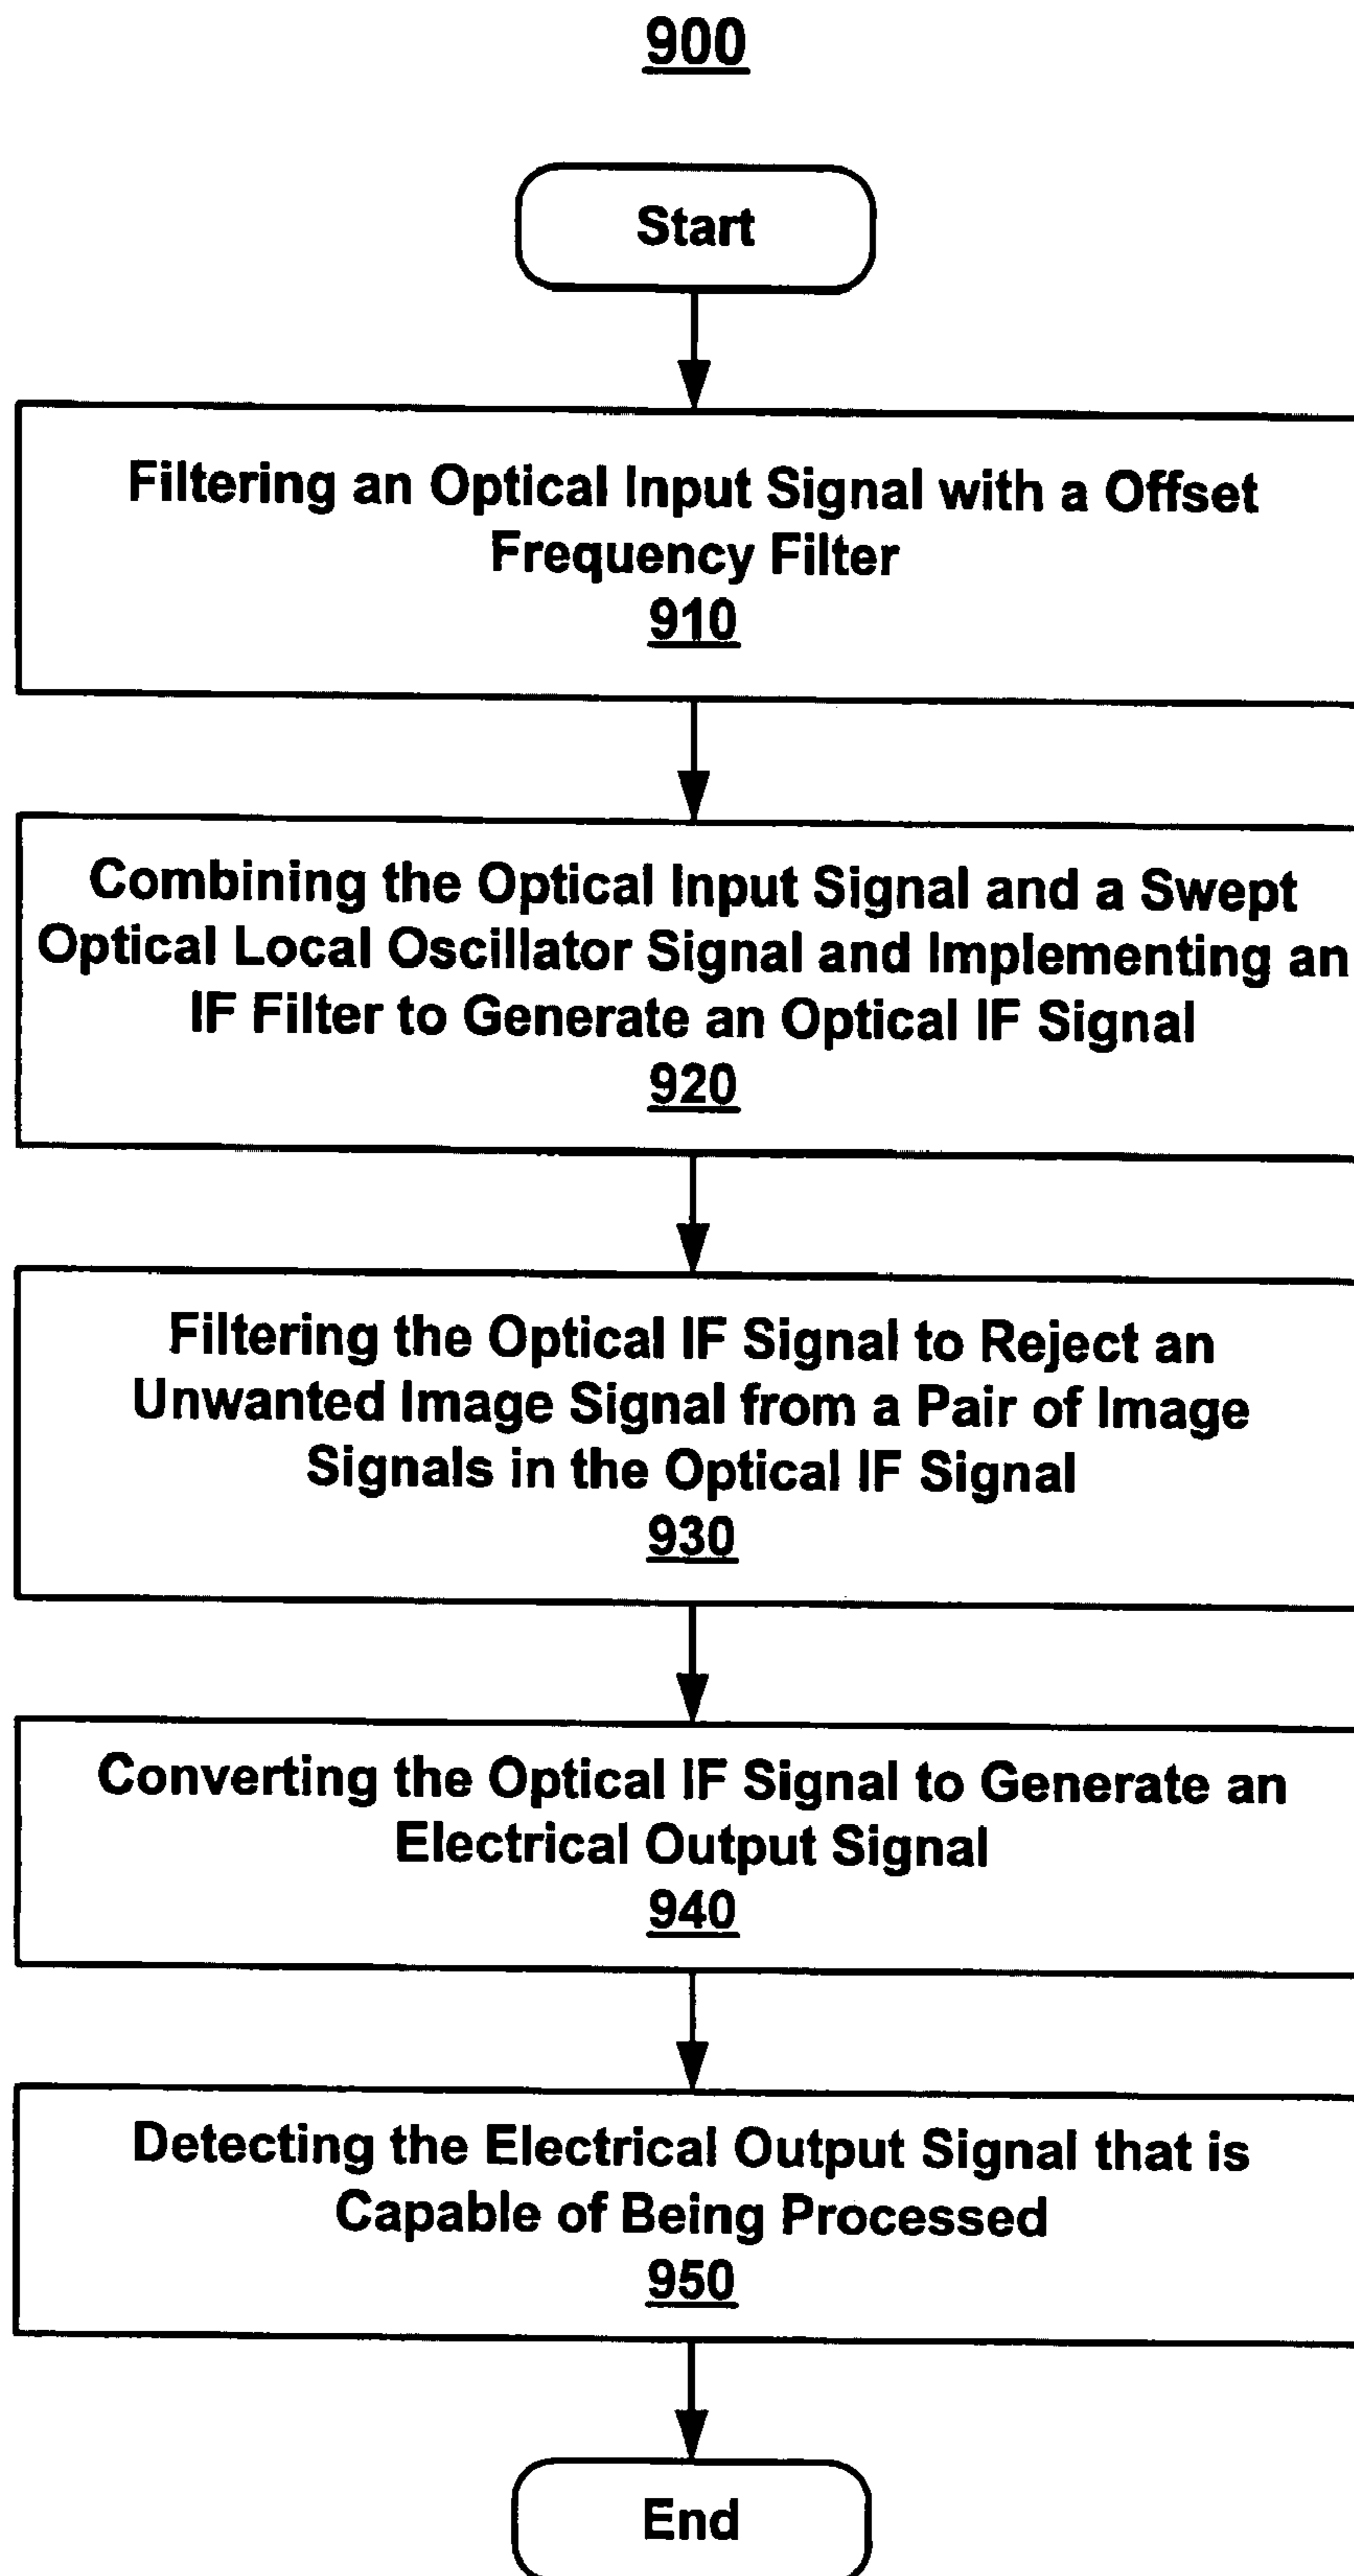 900
Start
Filtering an Optical Input Signal with a Offset
Frequency Filter
910
Combining the Optical Input Signal and a Swept
Optical Local Oscillator Signal and Implementing an
IF Filter to Generate an Optical IF Signal
920
Filtering the Optical IF Signal to Reject an
Unwanted Image Signal from a Pair of Image
Signals in the Optical IF Signal
930
Converting the Optical IF Signal to Generate an
Electrical Output Signal
940
Detecting the Electrical Output Signal that is
Capable of Being Processed
950
End